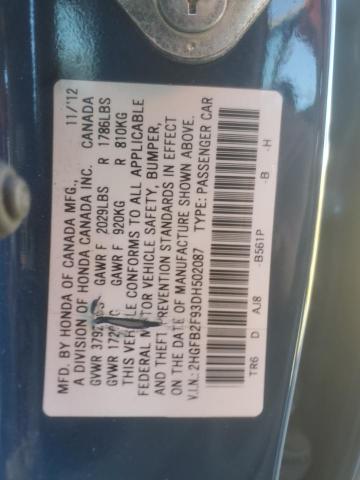 MFD. BY HONDA OF CANADA MFG., 11/'12
A DIVISION OF HONDA CANADA INC. CANADA
GVWR GAWR F 2029LBS R 1786LBS
GVWR GAWR F 920KG R 810KG
THIS VEHICLE CONFORMS TO ALL APPLICABLE
FEDERAL MOTOR VEHICLE SAFETY, BUMPER,
AND THEFT PREVENTION STANDARDS IN EFFECT
ON THE DATE OF MANUFACTURE SHOWN ABOVE.
V.I.N.: 2HGFB2F93DH502087 TYPE: PASSENGER CAR
TR6 D AJ8 -B561P -B -H